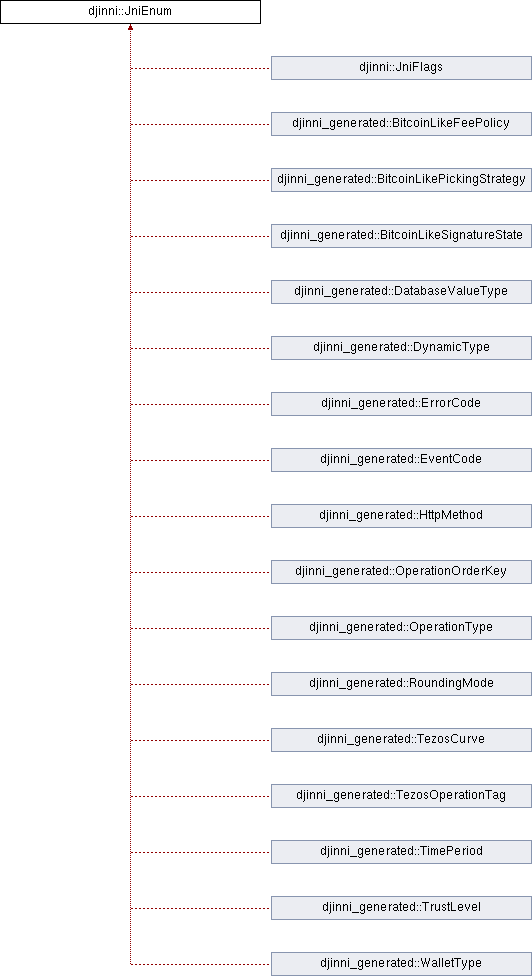 djinni::JniEnum
djinni::JniFlags
djinni_generated::BitcoinLikeFeePolicy
djinni_generated::BitcoinLikePickingStrategy
djinni_generated::BitcoinLikeSignatureState
djinni_generated::DatabaseValueType
djinni_generated::DynamicType
djinni_generated::ErrorCode
djinni_generated::EventCode
djinni_generated::HttpMethod
djinni_generated::OperationOrderKey
djinni_generated::OperationType
djinni_generated::RoundingMode
djinni_generated::TezosCurve
djinni_generated::TezosOperationTag
djinni_generated::TimePeriod
djinni_generated::TrustLevel
djinni_generated::WalletType